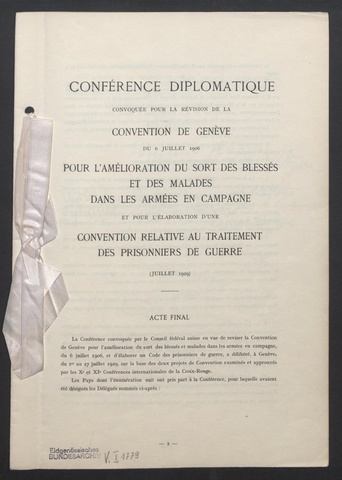 CONFÉRENCE DIPLOMATIQUE
CONVOQUÉE POUR LA RÉVISION DE LA
CONVENTION DE GENÈVE
DU 6 JUILLET 1906
POUR L'AMÉLIORATION DU SORT DES BLESSÉS
ET DES MALADES
DANS LES ARMÉES EN CAMPAGNE
ET POUR L'ÉLABORATION D'UNE
CONVENTION RELATIVE AU TRAITEMENT
DES PRISONNIERS DE GUERRE
(JUILLET 1929)
ACTE FINAL
La Conférence convoquée par le Conseil fédéral suisse en vue de reviser la Convention
de Genève pour l'amélioration du sort des blessés et malades dans les armées en campagne,
du 6 juillet 1906, et d'élaborer un Code des prisonniers de guerre, a délibéré, à Genève,
du 1er au 27 juillet 1929, sur la base des deux projets de Convention examinés et approuvés
par les Xe et XIe Conférences internationales de la Croix-Rouge.
Les Pays dont l'énumération suit ont pris part à la Conférence, pour laquelle avaient
été désignés les Délégués nommés ci-après :
Eidgenössisches
BUNDESARCHIV
V. I 1779